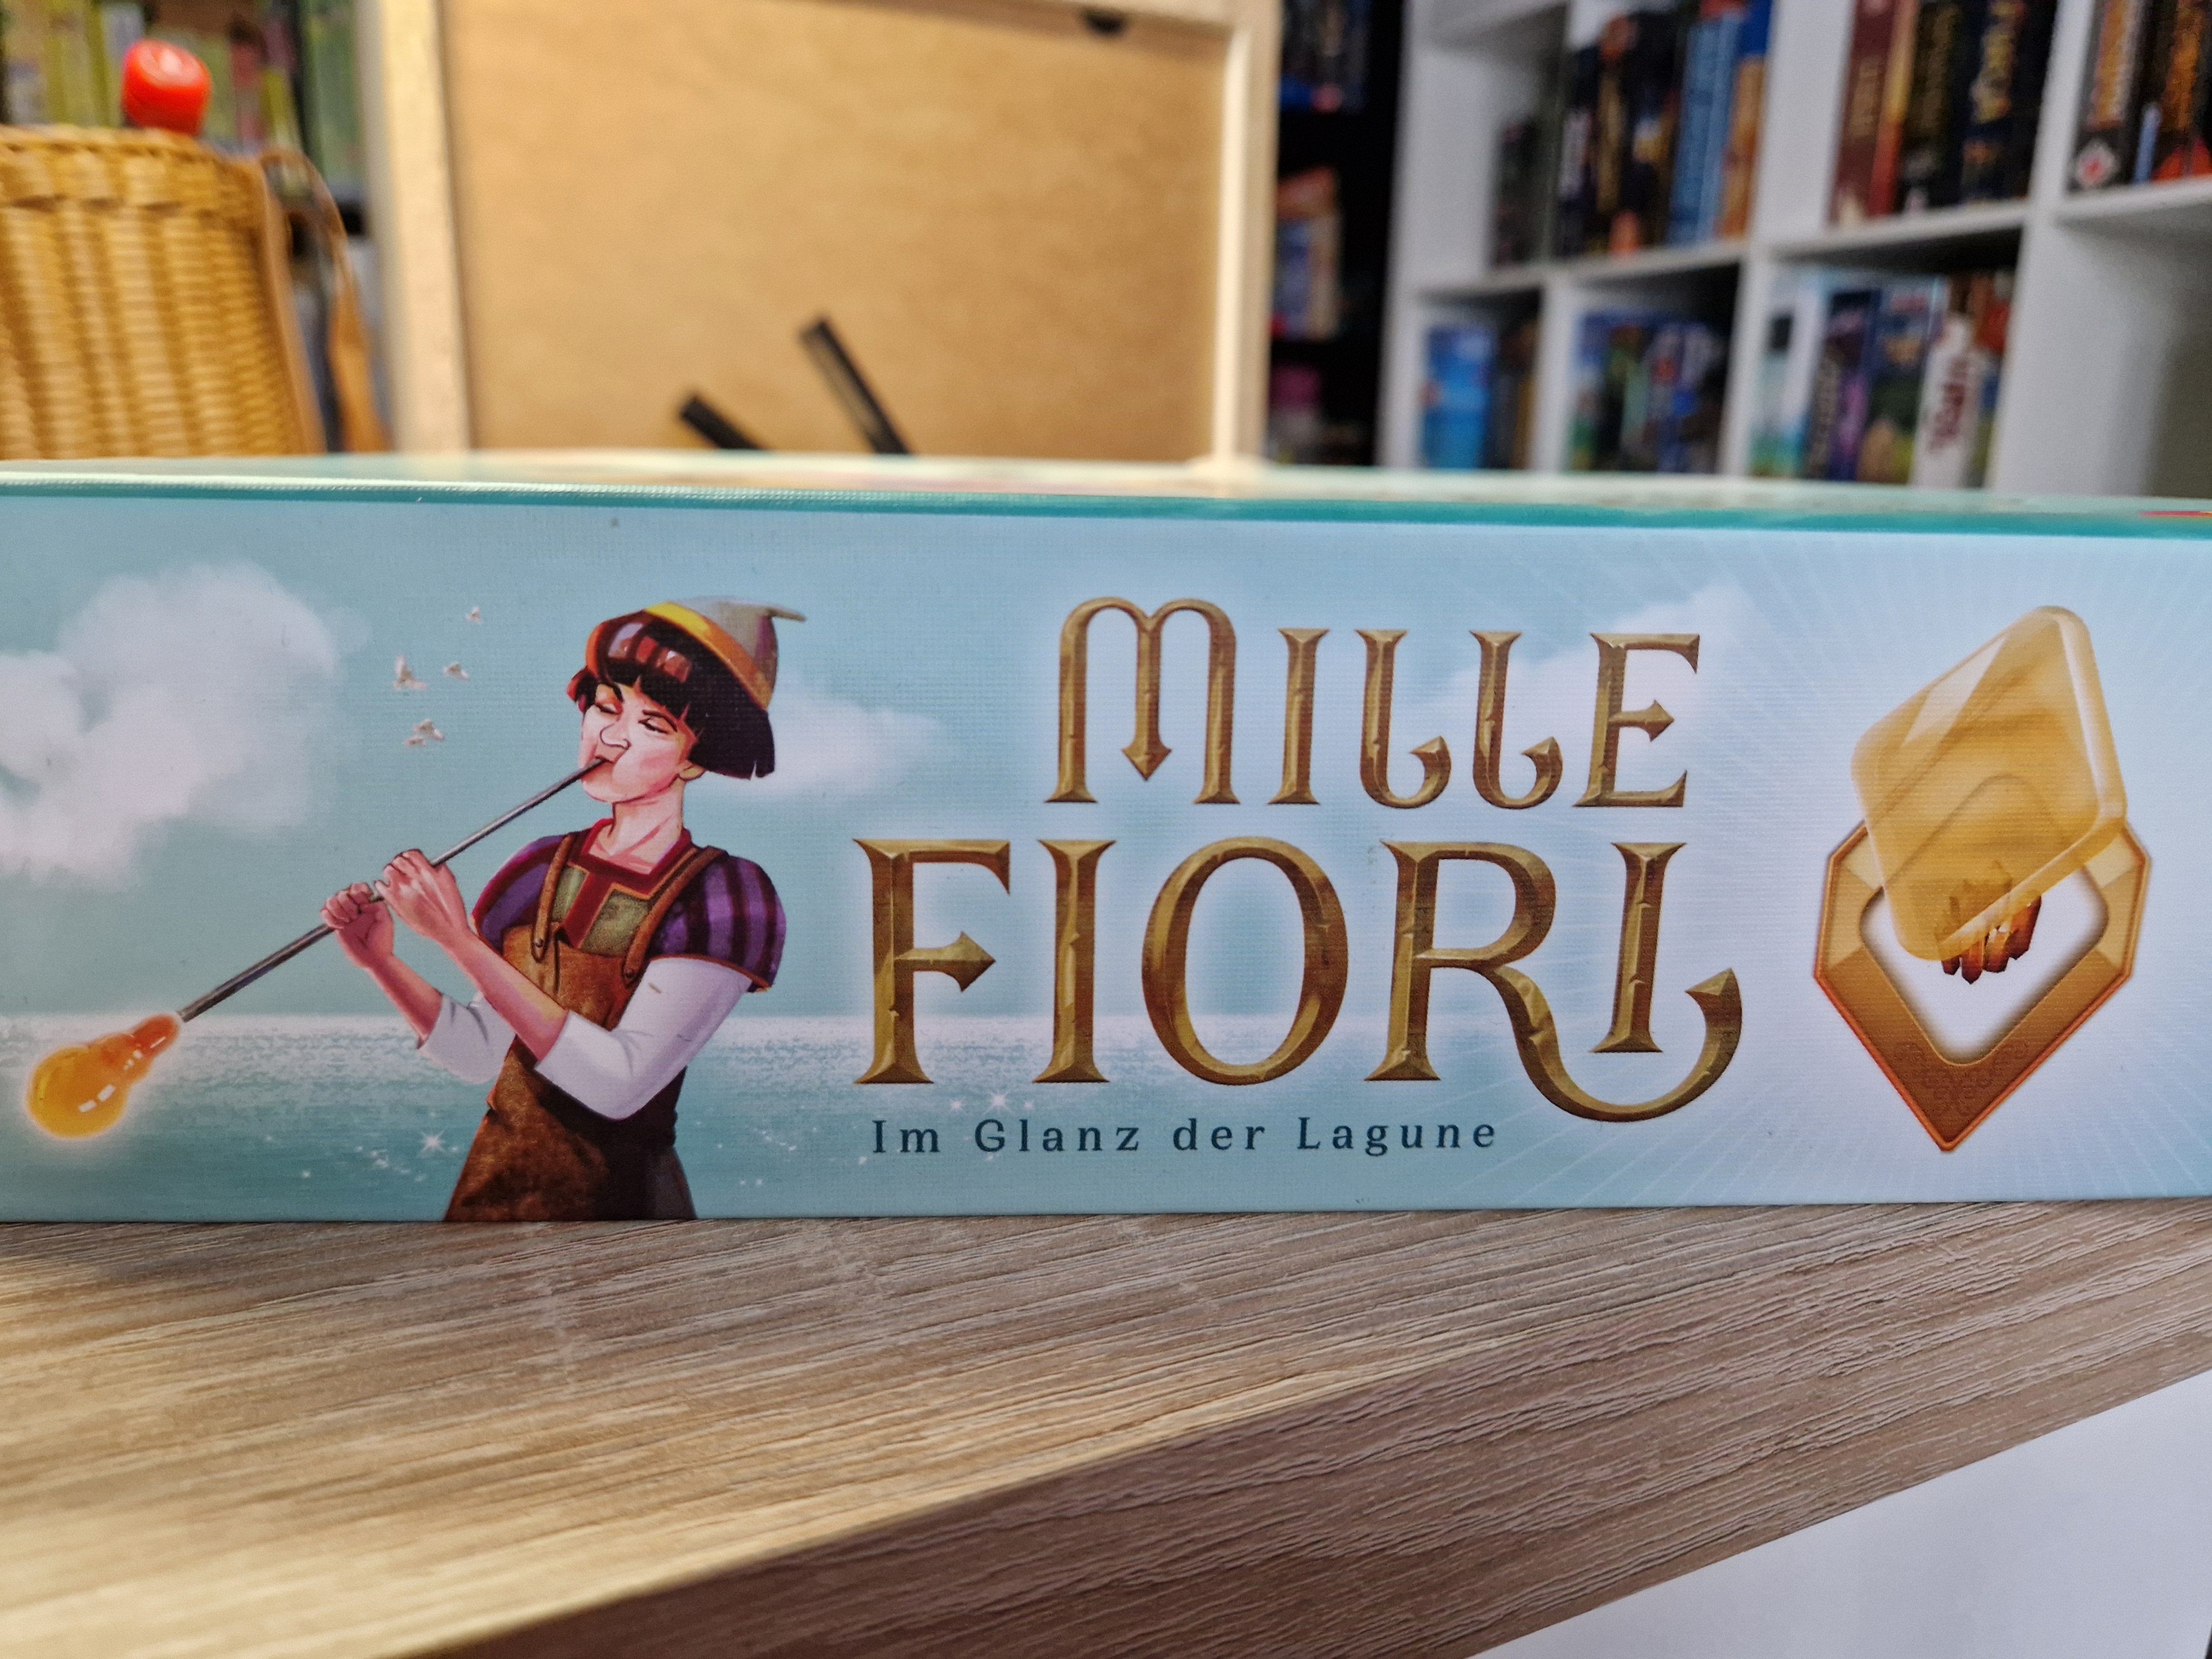 MILLE
FIORI
Im Glanz der Lagune